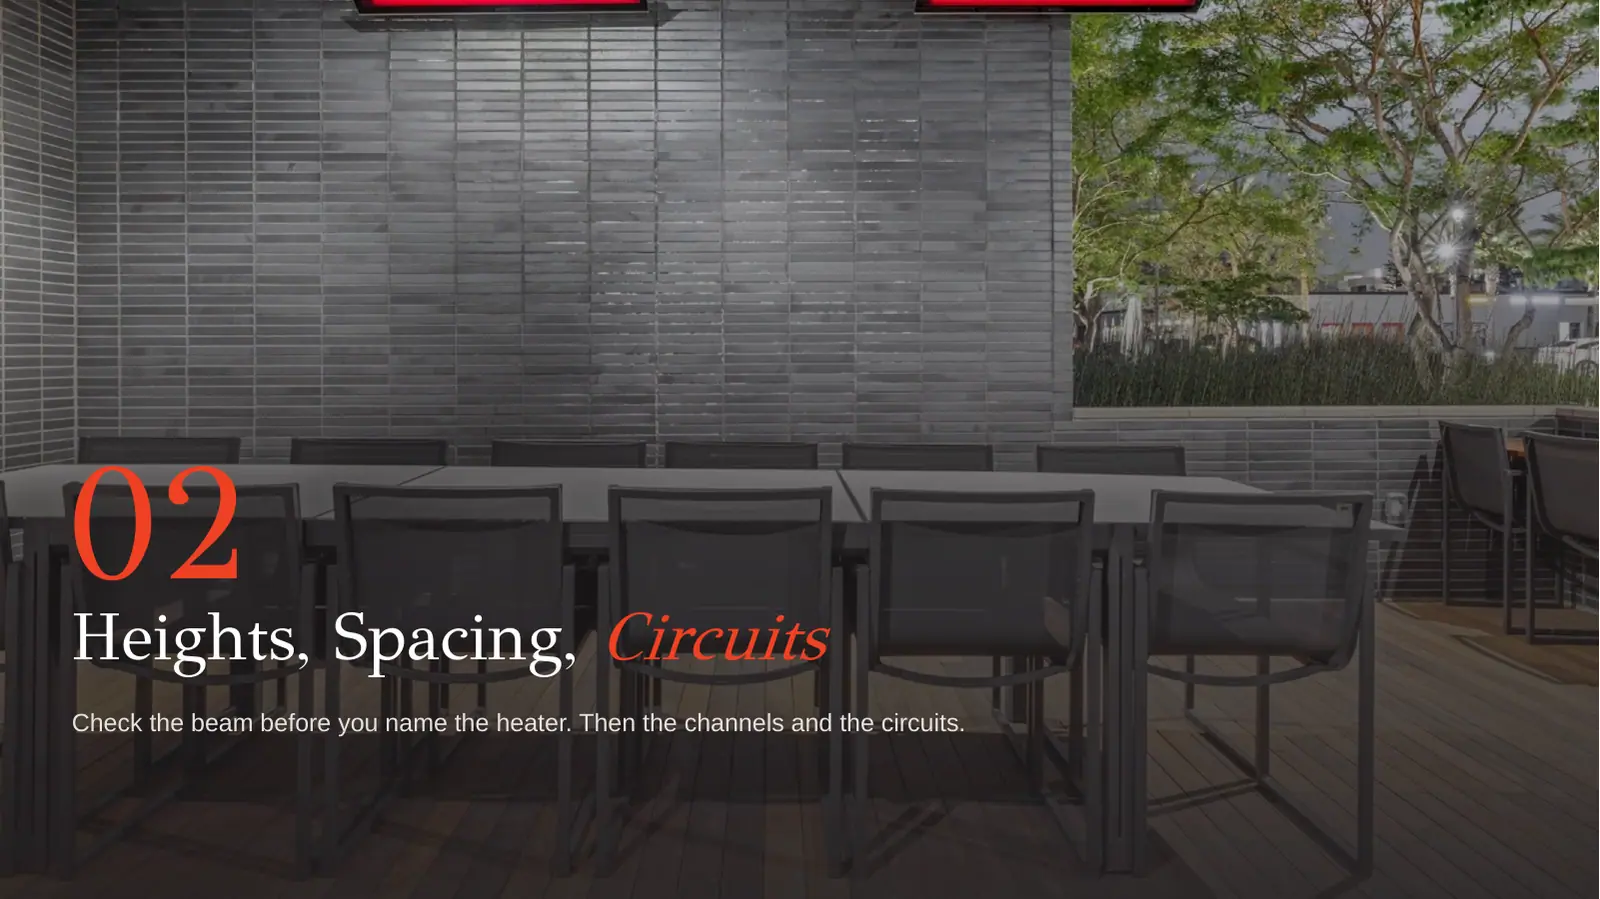 02
Heights, Spacing, Circuits
Check the beam before you name the heater. Then the channels and the circuits.